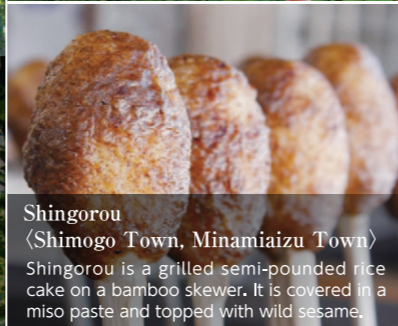 Shingorou
〈Shimogo Town, Minamiaizu Town〉
Shingorou is a grilled semi-pounded rice
cake on a bamboo skewer. It is covered in a
miso paste and topped with wild sesame.